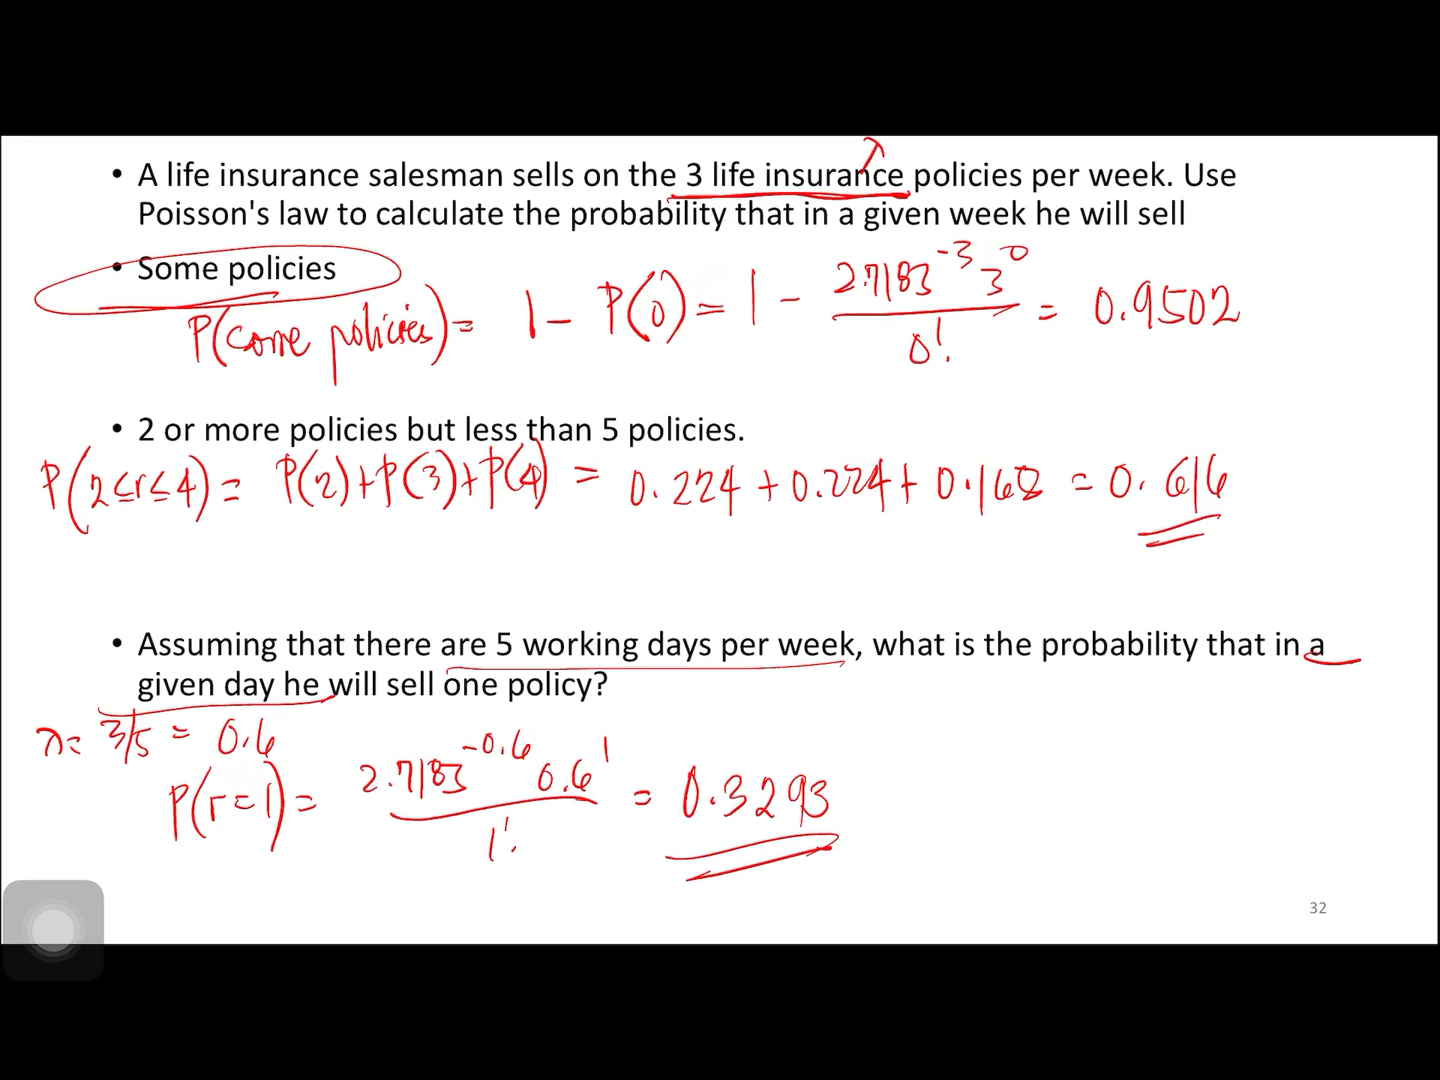 • A life insurance salesman sells on the 3 life insurance policies per week. Use
Poisson's law to calculate the probability that in a given week he will sell
• Some policies
P(some policies) = 1 - P(0) = 1 - 2.7183^-3 3^0 / 0! = 0.9502
• 2 or more policies but less than 5 policies.
P(2≤r≤4) = P(2)+P(3)+P(4) = 0.224 + 0.224 + 0.168 = 0.616
• Assuming that there are 5 working days per week, what is the probability that in a
given day he will sell one policy?
λ = 3/5 = 0.6
P(r=1) = 2.7183^-0.6 0.6^1 / 1! = 0.3293
32